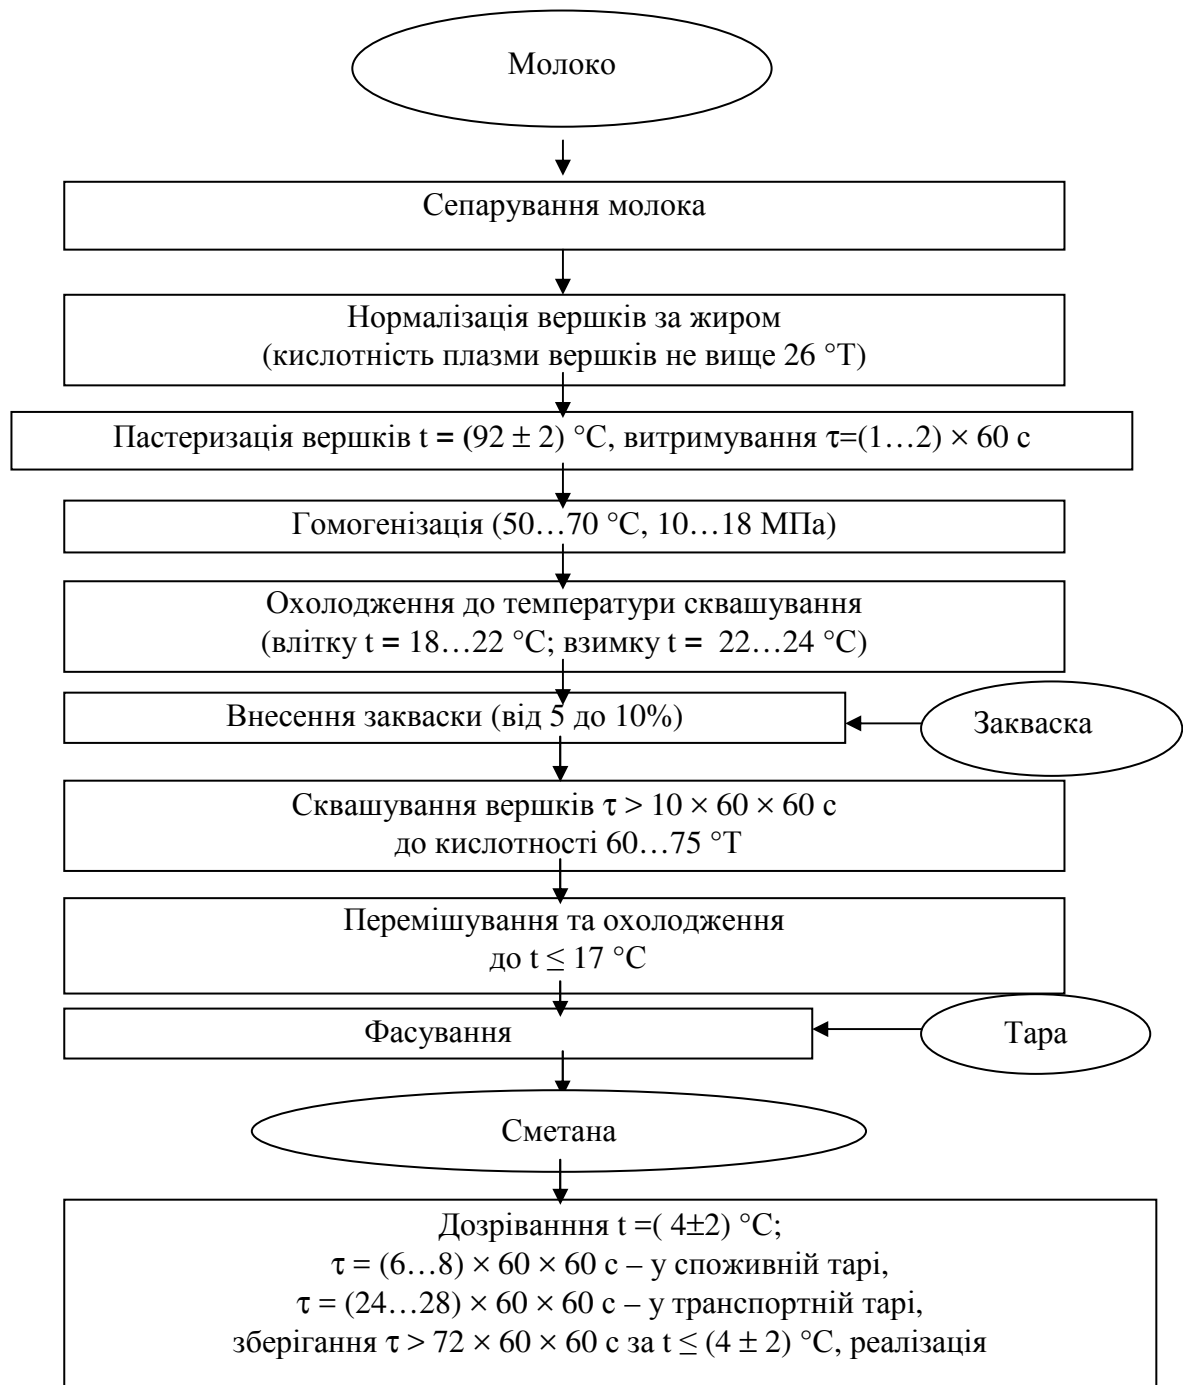 Молоко
Сепарування молока
Нормалізація вершків за жиром
(кислотність плазми вершків не вище 26 °Т)
Пастеризація вершків t = (92 ± 2) °С, витримування τ=(1…2) × 60 с
Гомогенізація (50…70 °С, 10…18 МПа)
Охолодження до температури сквашування
(влітку t = 18…22 °С; взимку t = 22…24 °С)
Внесення закваски (від 5 до 10%)
Закваска
Сквашування вершків τ > 10 × 60 × 60 с
до кислотності 60…75 °Т
Перемішування та охолодження
до t ≤ 17 °С
Фасування
Тара
Сметана
Дозріванння t =( 4±2) °С;
τ = (6…8) × 60 × 60 с – у споживній тарі,
τ = (24…28) × 60 × 60 с – у транспортній тарі,
зберігання τ > 72 × 60 × 60 с за t ≤ (4 ± 2) °С, реалізація